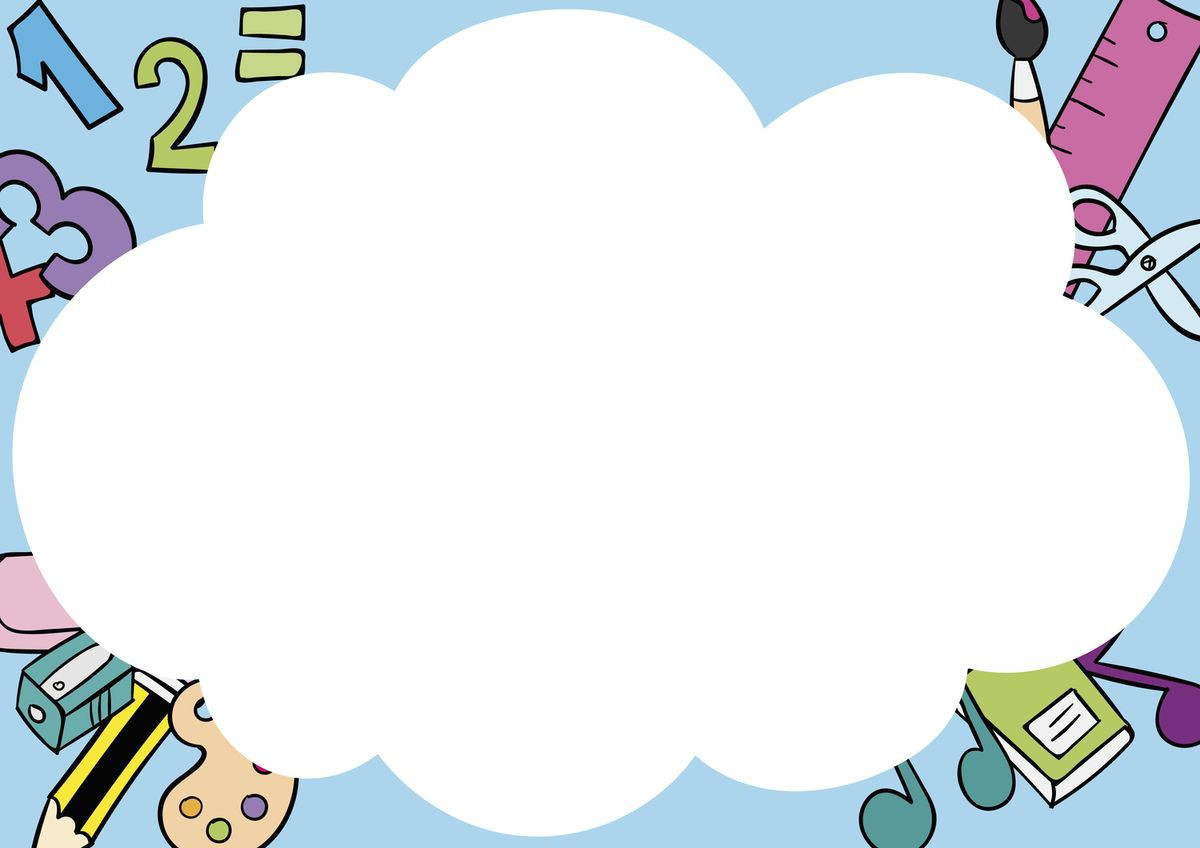 1 2 =
3
+